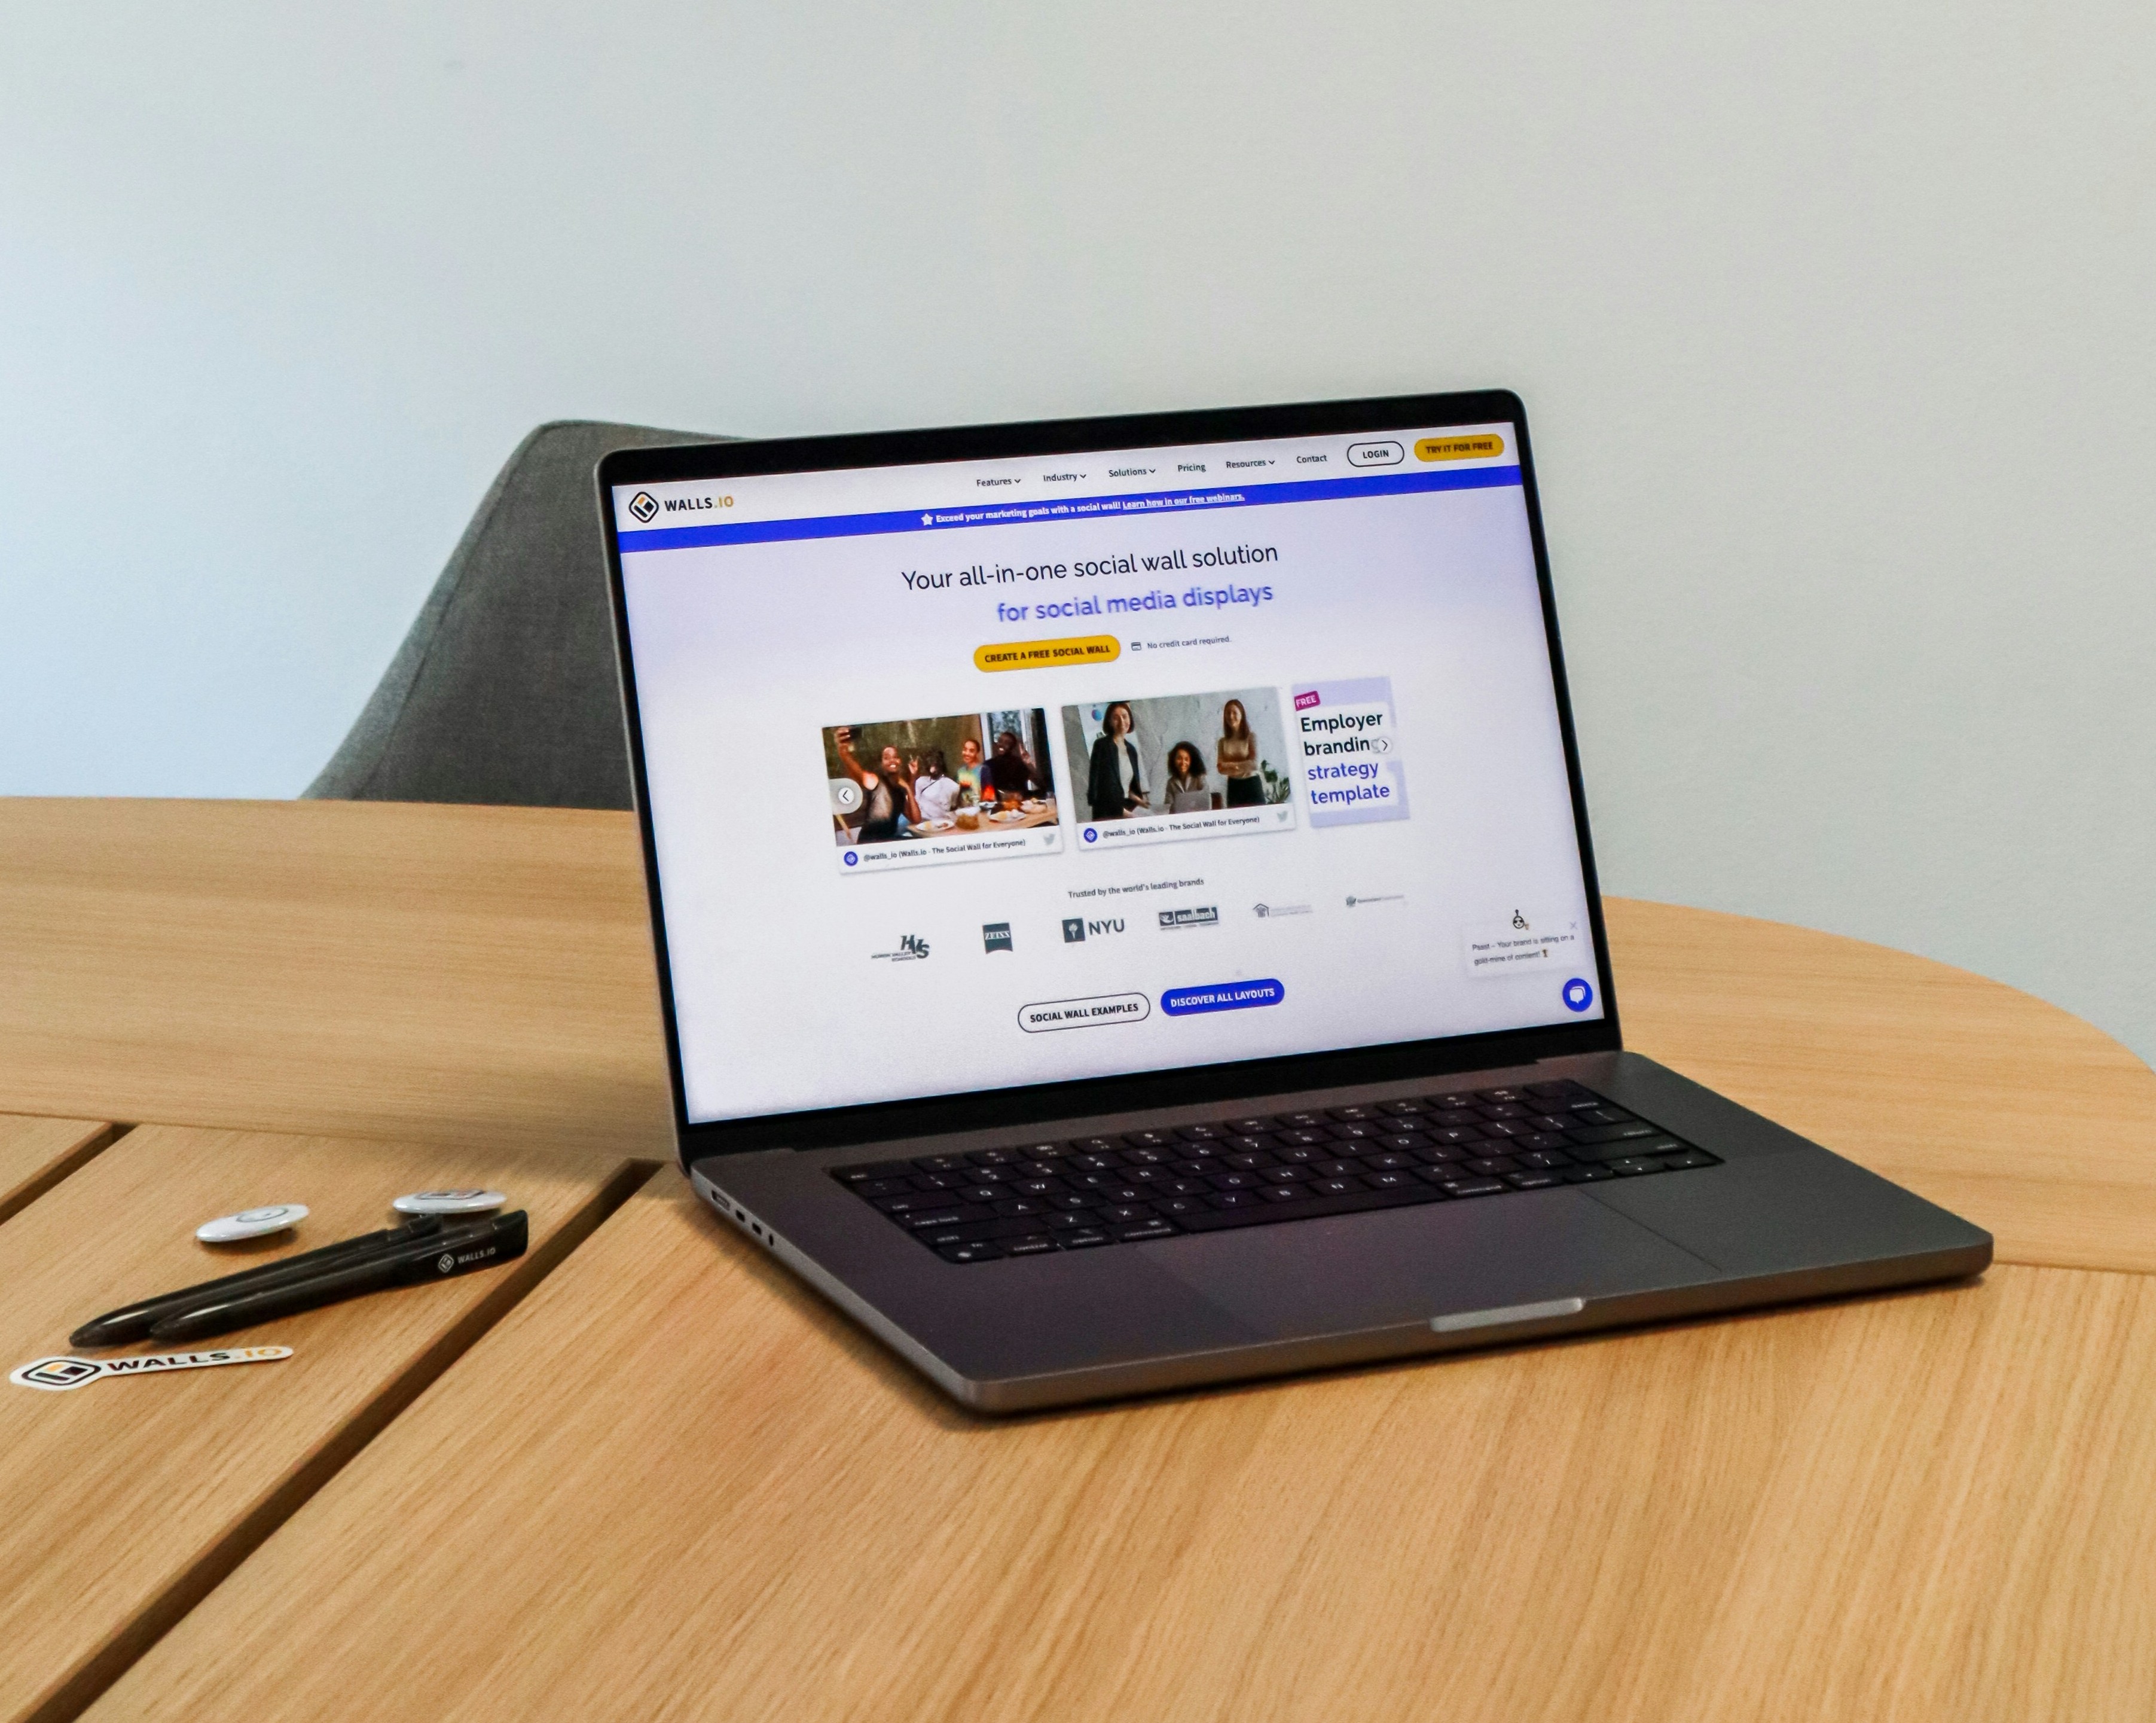 WALLS.IO
Features
Industry
Solutions
Pricing
Resources
Contact
LOGIN
TRY IT FOR FREE
Exceed your marketing goals with a social wall! Learn how in our free webinars.
Your all-in-one social wall solution
for social media displays
CREATE A FREE SOCIAL WALL
No credit card required.
FREE
Employer
branding
strategy
template
@walls_io (Walls.io - The Social Wall for Everyone)
@walls_io (Walls.io - The Social Wall for Everyone)
Trusted by the world's leading brands
HVS
ZEISS
NYU
saalbach
Pssst – Your brand is sitting on a
gold-mine of content!
SOCIAL WALL EXAMPLES
DISCOVER ALL LAYOUTS
WALLS.IO
WALLS.IO